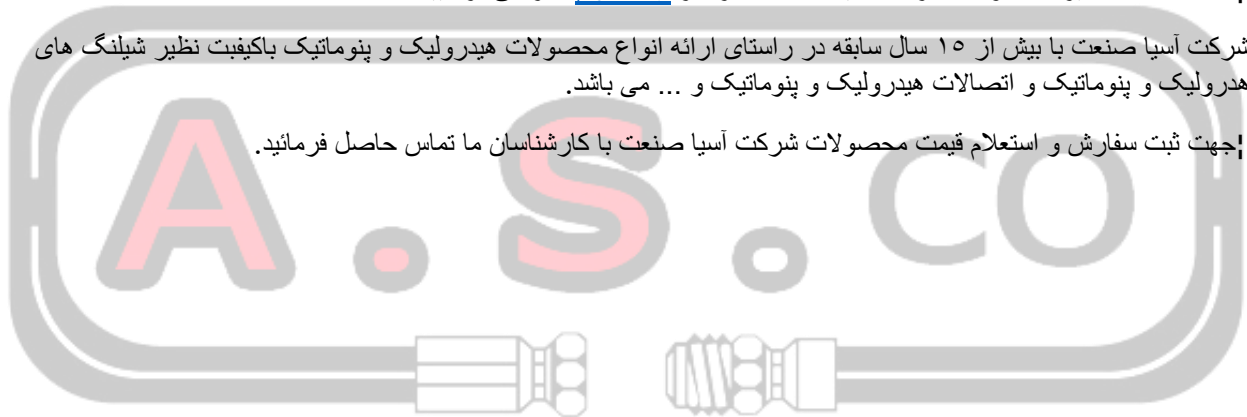 شرکت آسیا صنعت با بیش از ۱۵ سال سابقه در راستای ارائه انواع محصولات هیدرولیک و پنوماتیک باکیفیت نظیر شیلنگ های
هدرولیک و پنوماتیک و اتصالات هیدرولیک و پنوماتیک و ... می باشد.
¦جهت ثبت سفارش و استعلام قیمت محصولات شرکت آسیا صنعت با کارشناسان ما تماس حاصل فرمائید.
A.S.CO